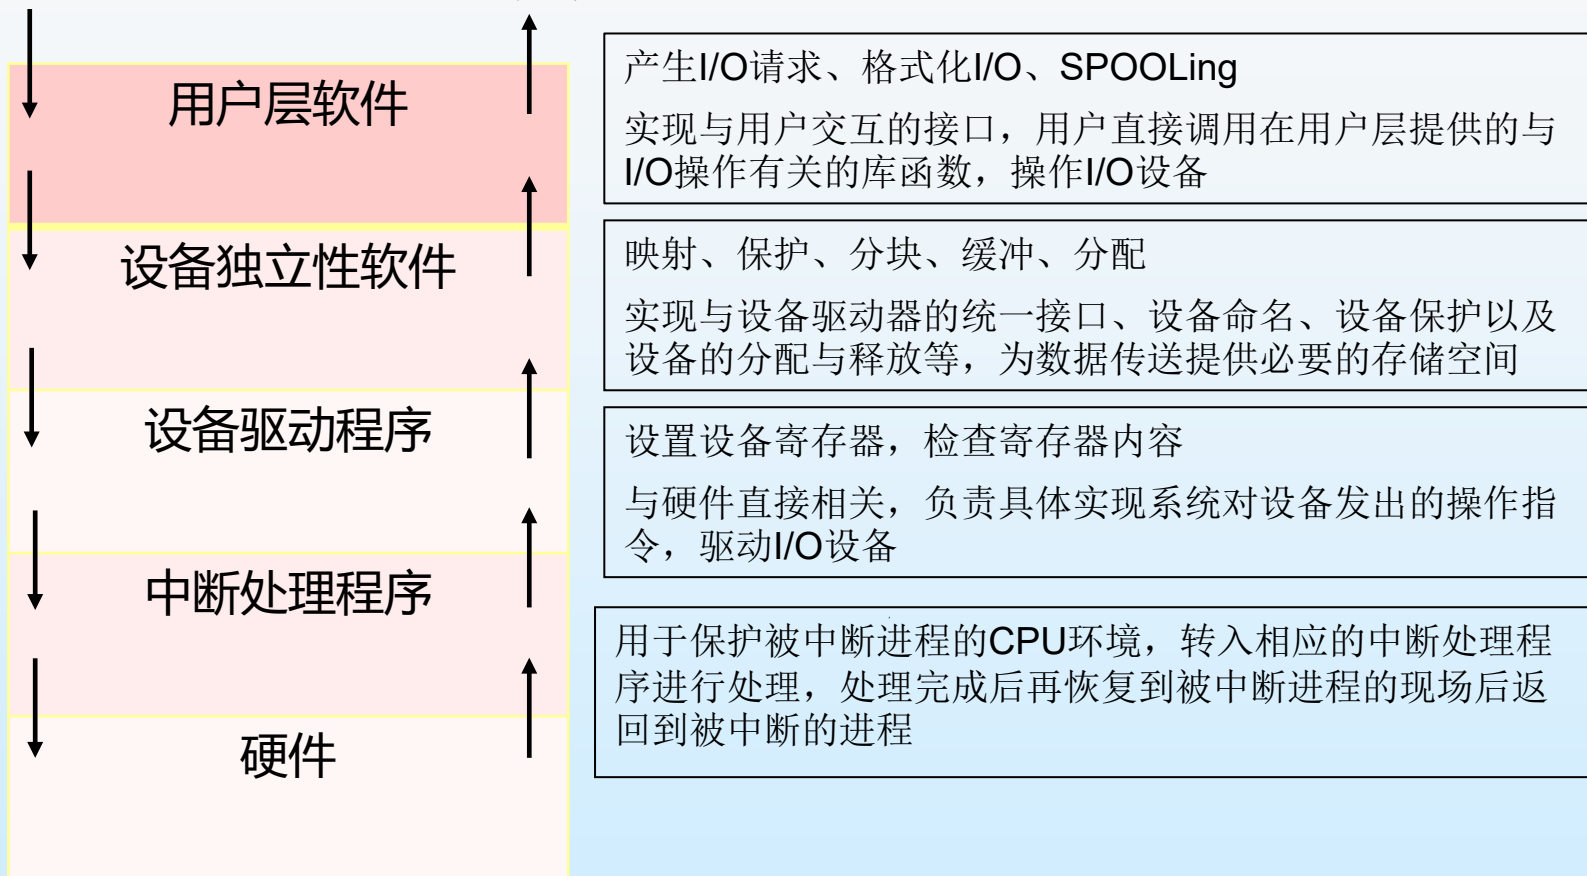 用户层软件
产生I/O请求、格式化I/O、SPOOLing
实现与用户交互的接口，用户直接调用在用户层提供的与
I/O操作有关的库函数，操作I/O设备
设备独立性软件
映射、保护、分块、缓冲、分配
实现与设备驱动器的统一接口、设备命名、设备保护以及
设备的分配与释放等，为数据传送提供必要的存储空间
设备驱动程序
设置设备寄存器，检查寄存器内容
与硬件直接相关，负责具体实现系统对设备发出的操作指
令，驱动I/O设备
中断处理程序
用于保护被中断进程的CPU环境，转入相应的中断处理程
序进行处理，处理完成后再恢复到被中断进程的现场后返
回到被中断的进程
硬件